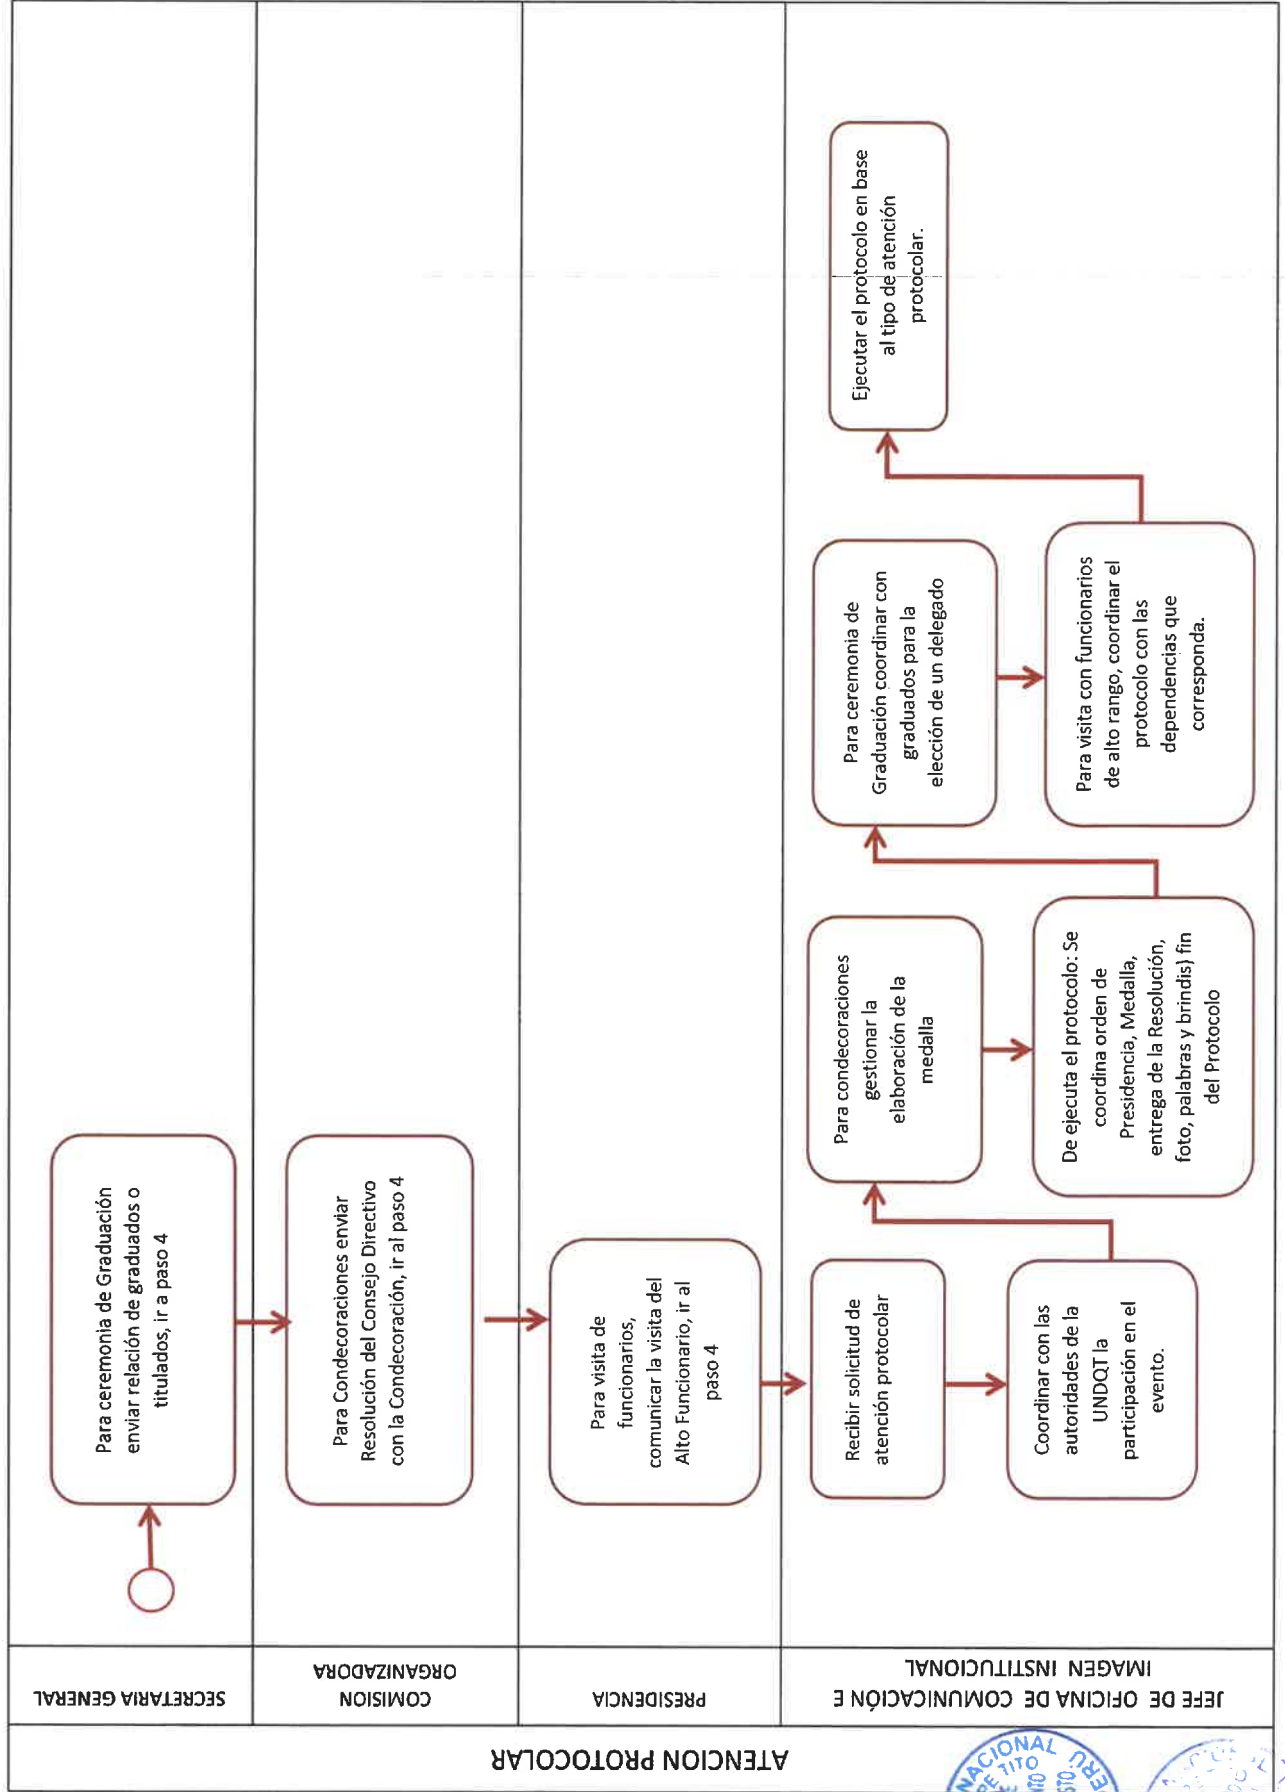 ATENCION PROTOCOLAR
SECRETARIA GENERAL
Para ceremonia de Graduación
enviar relación de graduados o
titulados, ir a paso 4
COMISION
ORGANIZADORA
Para Condecoraciones enviar
Resolución del Consejo Directivo
con la Condecoración, ir al paso 4
PRESIDENCIA
Para visita de
funcionarios,
comunicar la visita del
Alto Funcionario, ir al
paso 4
JEFE DE OFICINA DE COMUNICACIÓN E
IMAGEN INSTITUCIONAL
Recibir solicitud de
atención protocolar
Coordinar con las
autoridades de la
UNDQT la
participación en el
evento.
Para condecoraciones
gestionar la
elaboración de la
medalla
De ejecuta el protocolo: Se
coordina orden de
Presidencia, Medalla,
entrega de la Resolución,
foto, palabras y brindis) fin
del Protocolo
Para ceremonia de
Graduación coordinar con
graduados para la
elección de un delegado
Para visita con funcionarios
de alto rango, coordinar el
protocolo con las
dependencias que
corresponda.
Ejecutar el protocolo en base
al tipo de atención
protocolar.
NACIONAL
TITO